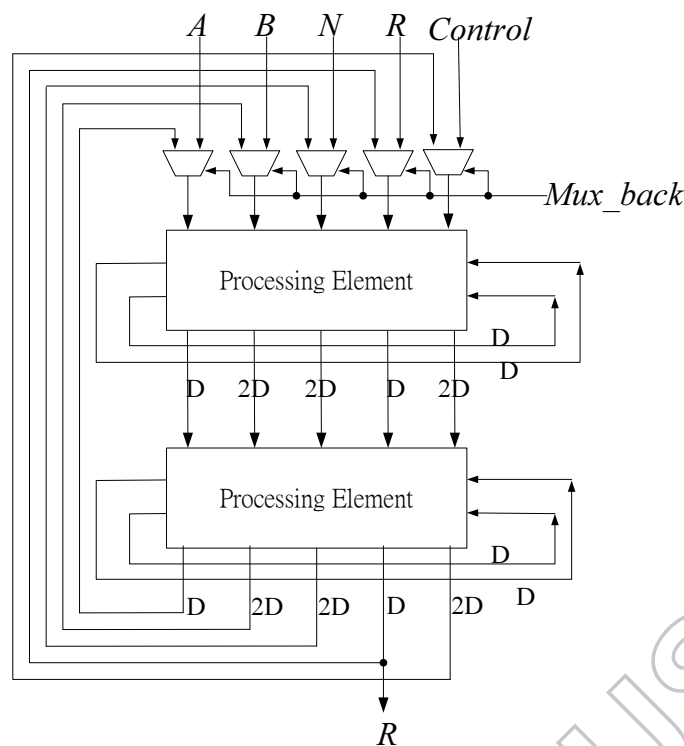 A B N R Control
Mux_back
Processing Element
D
D
D 2D 2D D 2D
Processing Element
D
D
D 2D 2D D 2D
R